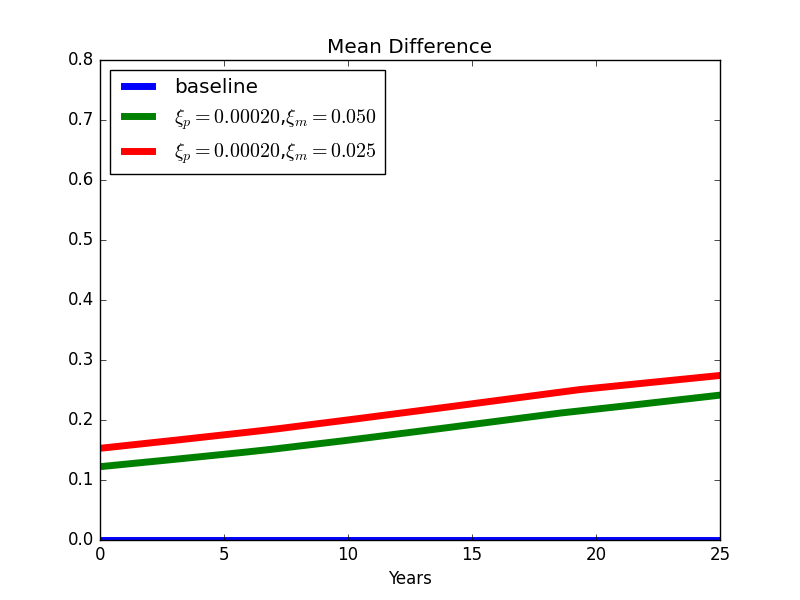 Mean Difference
0.8
0.7
0.6
0.5
0.4
0.3
0.2
0.1
0.0
baseline
ξₚ = 0.00020,ξₘ = 0.050
ξₚ = 0.00020,ξₘ = 0.025
0 5 10 15 20 25
Years